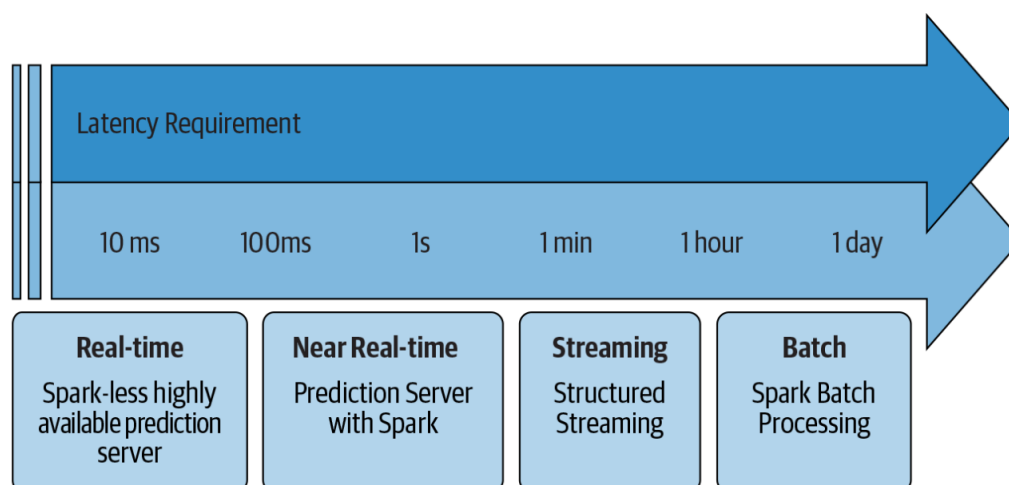 Latency Requirement
10 ms 100ms 1s 1 min 1 hour 1 day
Real-time
Spark-less highly
available prediction
server
Near Real-time
Prediction Server
with Spark
Streaming
Structured
Streaming
Batch
Spark Batch
Processing